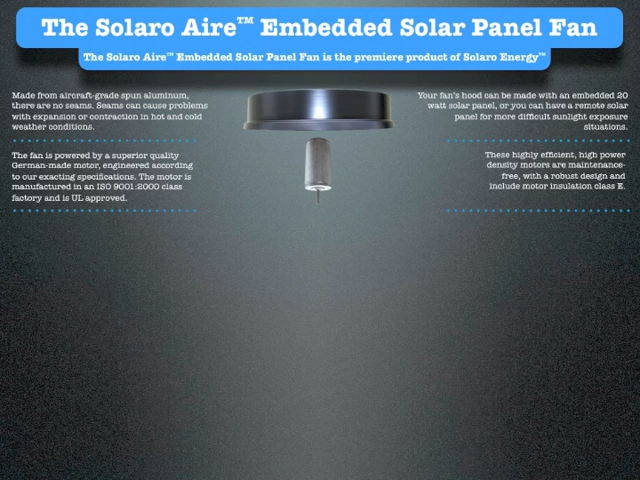 The Solaro Aire™ Embedded Solar Panel Fan
The Solaro Aire™ Embedded Solar Panel Fan is the premiere product of Solaro Energy™
Made from aircraft-grade spun aluminum,
there are no seams. Seams can cause problems
with expansion or contraction in hot and cold
weather conditions.
Your fan's hood can be made with an embedded 20
watt solar panel, or you can have a remote solar
panel for more difficult sunlight exposure
situations.
The fan is powered by a superior quality
German-made motor, engineered according
to our exacting specifications. The motor is
manufactured in an ISO 9001:2000 class
factory and is UL approved.
These highly efficient, high power
density motors are maintenance-
free, with a robust design and
include motor insulation class E.